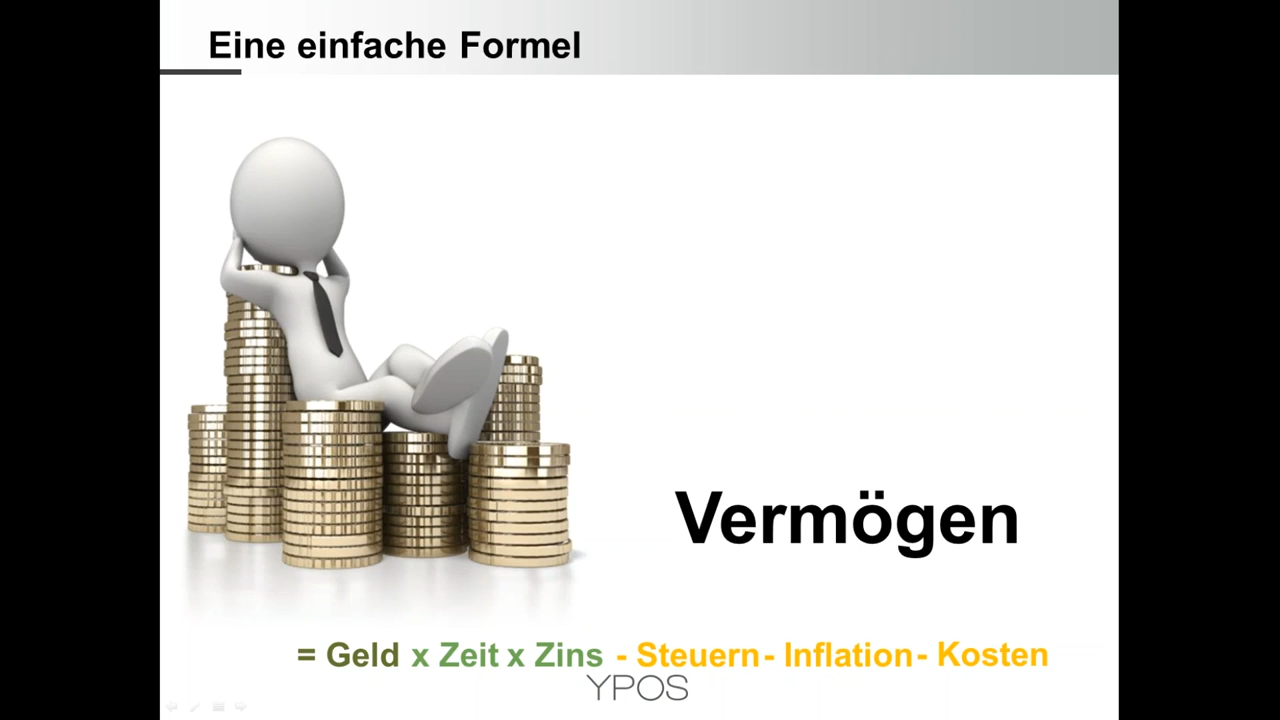 Eine einfache Formel
Vermögen
= Geld x Zeit x Zins - Steuern - Inflation - Kosten
YPOS